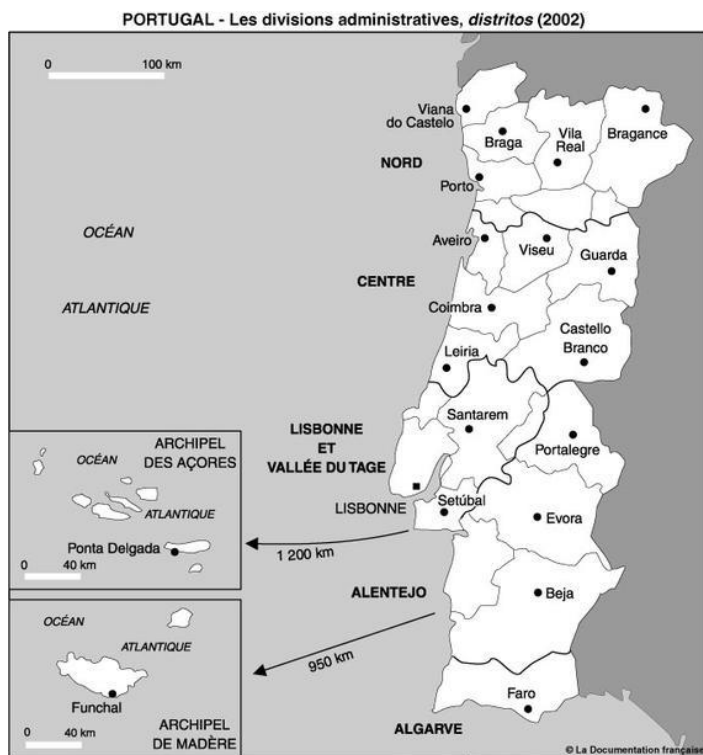 PORTUGAL - Les divisions administratives, distritos (2002)
0 100 km
Viana
do Castelo
Braga
Vila
Real
Bragance
NORD
Porto
OCÉAN
ATLANTIQUE
Aveiro
Viseu
Guarda
CENTRE
Coimbra
Castello
Branco
Leiria
LISBONNE
ET
VALLÉE DU TAGE
Santarem
Portalegre
LISBONNE
Setúbal
Evora
ARCHIPEL
DES AÇORES
OCÉAN
ATLANTIQUE
Ponta Delgada
0 40 km
1 200 km
ALENTEJO
Beja
950 km
OCÉAN
ATLANTIQUE
Funchal
0 40 km
ARCHIPEL
DE MADÈRE
Faro
ALGARVE
© La Documentation française